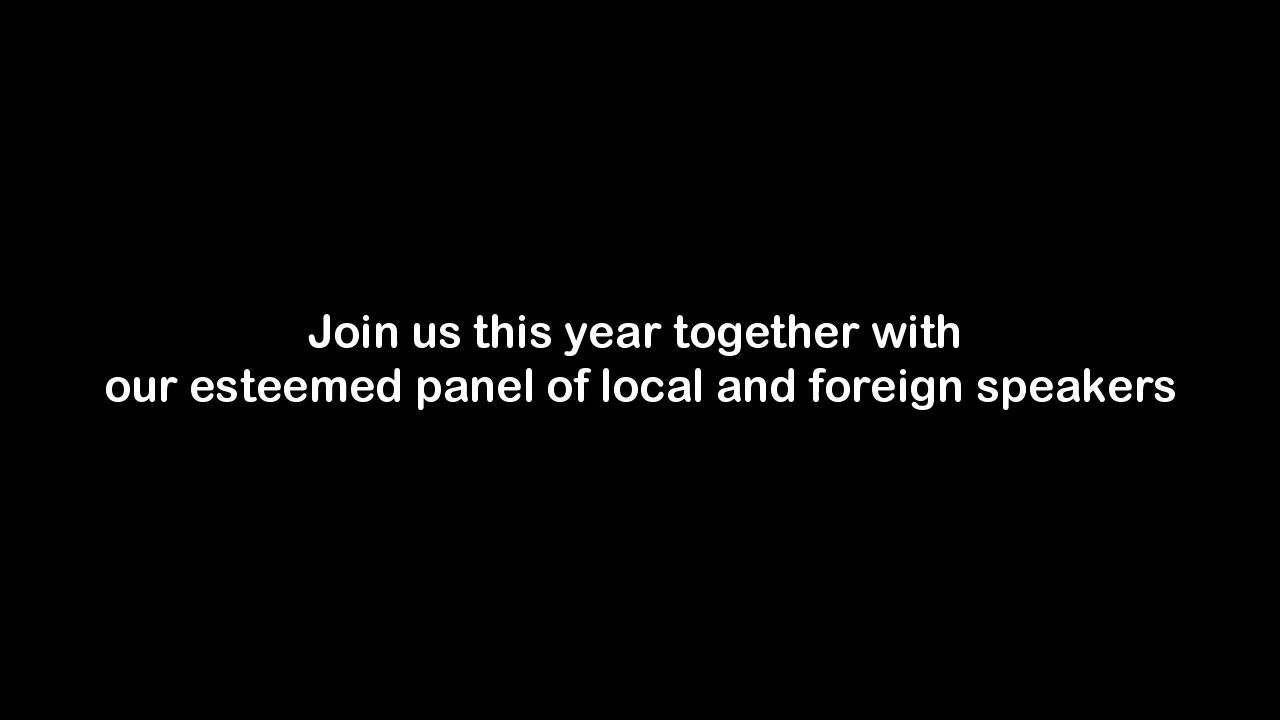 Join us this year together with
our esteemed panel of local and foreign speakers